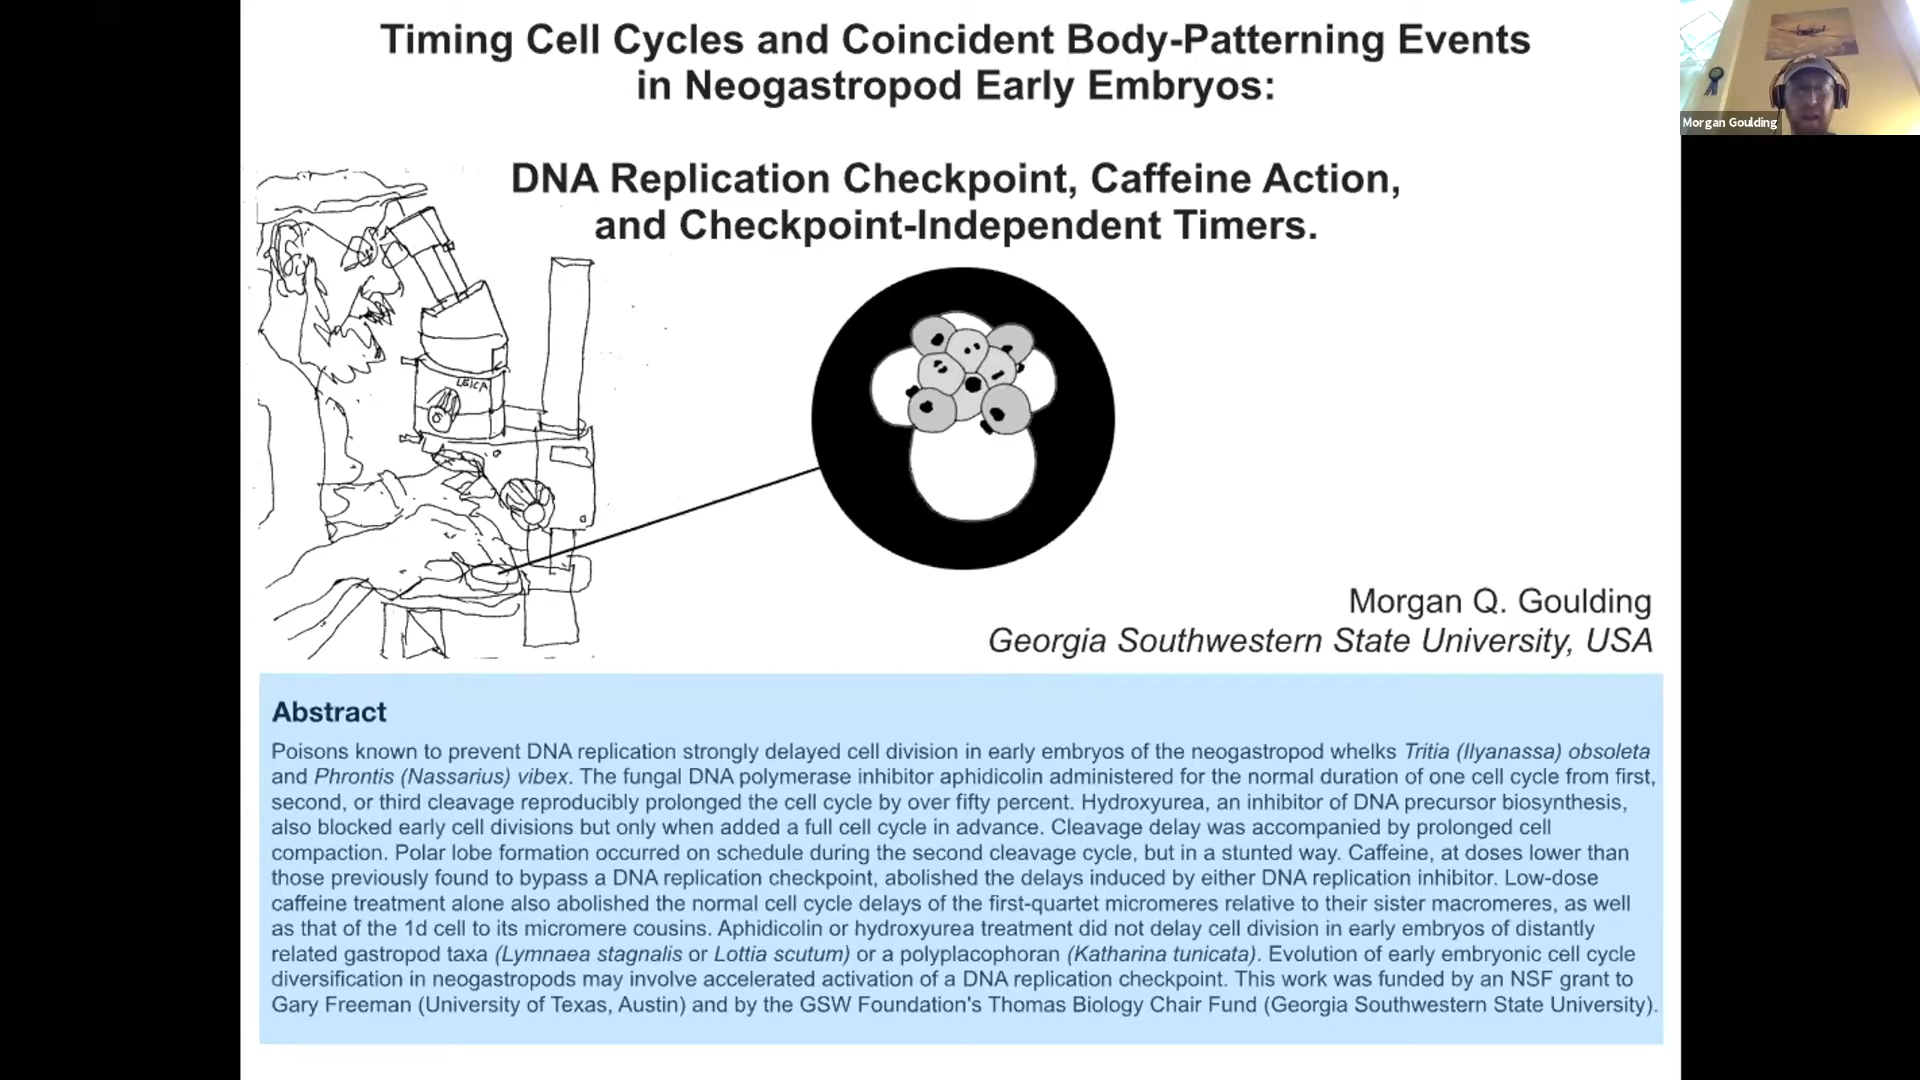 Timing Cell Cycles and Coincident Body-Patterning Events
in Neogastropod Early Embryos:
DNA Replication Checkpoint, Caffeine Action,
and Checkpoint-Independent Timers.
Morgan Goulding
LEICA
Morgan Q. Goulding
Georgia Southwestern State University, USA
Abstract
Poisons known to prevent DNA replication strongly delayed cell division in early embryos of the neogastropod whelks Tritia (Ilyanassa) obsoleta
and Phrontis (Nassarius) vibex. The fungal DNA polymerase inhibitor aphidicolin administered for the normal duration of one cell cycle from first,
second, or third cleavage reproducibly prolonged the cell cycle by over fifty percent. Hydroxyurea, an inhibitor of DNA precursor biosynthesis,
also blocked early cell divisions but only when added a full cell cycle in advance. Cleavage delay was accompanied by prolonged cell
compaction. Polar lobe formation occurred on schedule during the second cleavage cycle, but in a stunted way. Caffeine, at doses lower than
those previously found to bypass a DNA replication checkpoint, abolished the delays induced by either DNA replication inhibitor. Low-dose
caffeine treatment alone also abolished the normal cell cycle delays of the first-quartet micromeres relative to their sister macromeres, as well
as that of the 1d cell to its micromere cousins. Aphidicolin or hydroxyurea treatment did not delay cell division in early embryos of distantly
related gastropod taxa (Lymnaea stagnalis or Lottia scutum) or a polyplacophoran (Katharina tunicata). Evolution of early embryonic cell cycle
diversification in neogastropods may involve accelerated activation of a DNA replication checkpoint. This work was funded by an NSF grant to
Gary Freeman (University of Texas, Austin) and by the GSW Foundation's Thomas Biology Chair Fund (Georgia Southwestern State University).